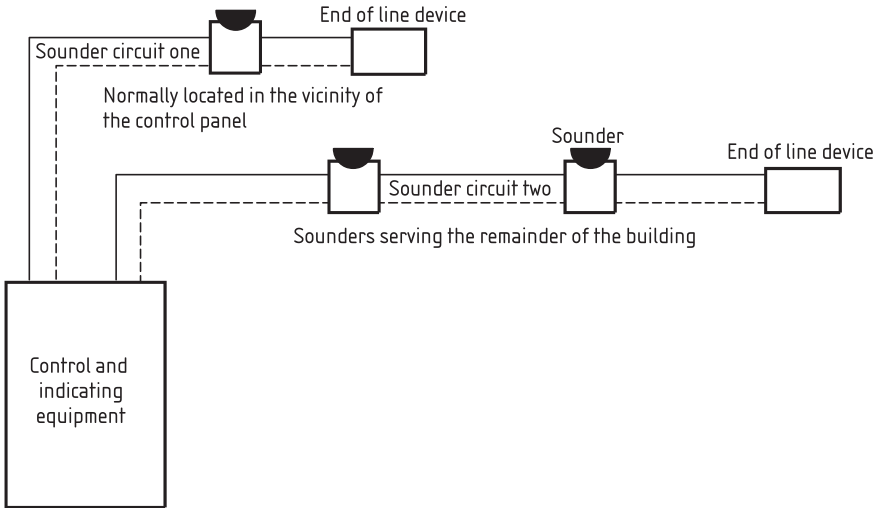 End of line device
Sounder circuit one
Normally located in the vicinity of
the control panel
Sounder
End of line device
Sounder circuit two
Sounders serving the remainder of the building
Control and
indicating
equipment